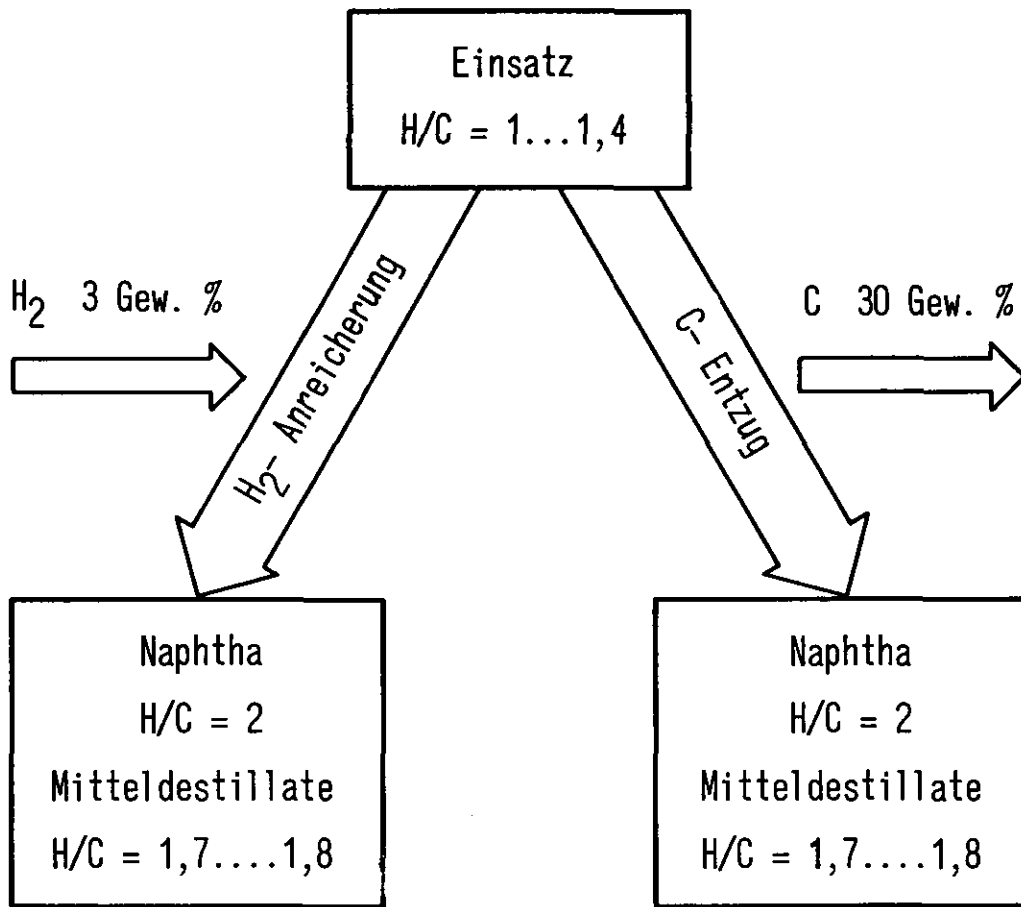 Einsatz
H/C = 1...1,4
H₂ 3 Gew. %
H₂- Anreicherung
C- Entzug
C 30 Gew. %
Naphtha
H/C = 2
Mitteldestillate
H/C = 1,7....1,8
Naphtha
H/C = 2
Mitteldestillate
H/C = 1,7....1,8